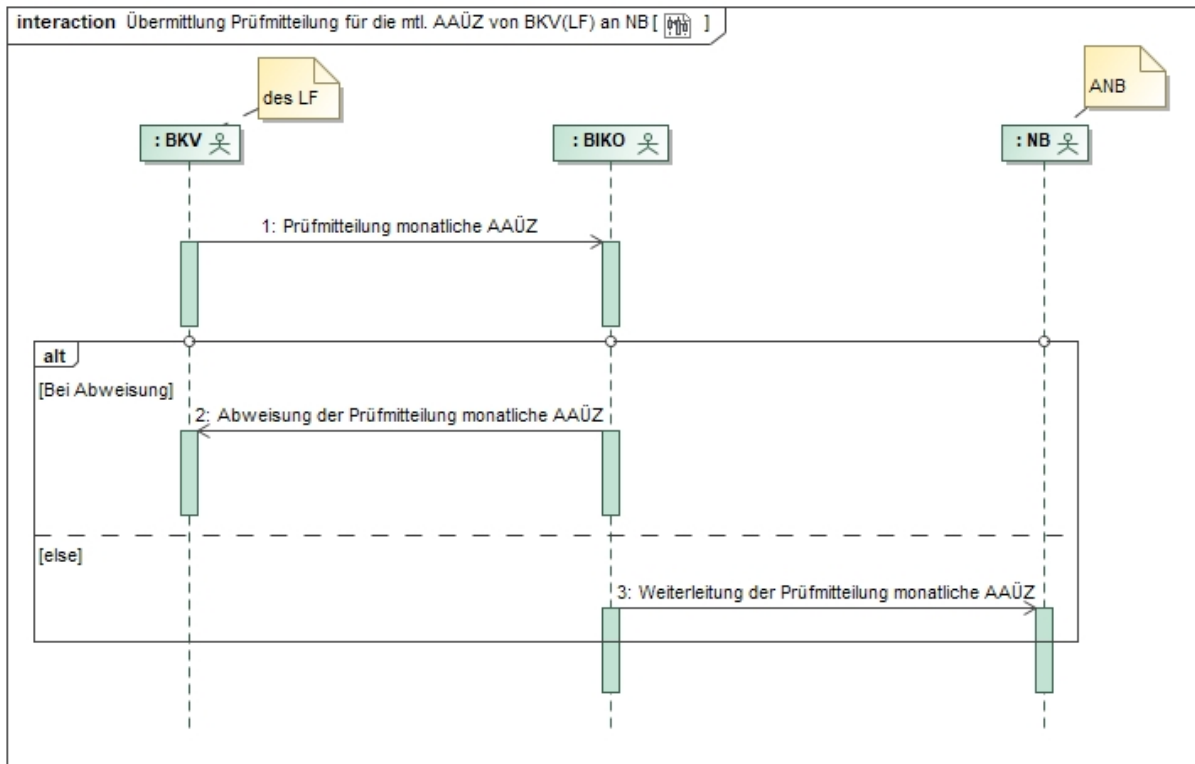 interaction Übermittlung Prüfmitteilung für die mtl. AAÜZ von BKV(LF) an NB [ ]
des LF
ANB
: BKV
: BIKO
: NB
1: Prüfmitteilung monatliche AAÜZ
alt
[Bei Abweisung]
2: Abweisung der Prüfmitteilung monatliche AAÜZ
[else]
3: Weiterleitung der Prüfmitteilung monatliche AAÜZ